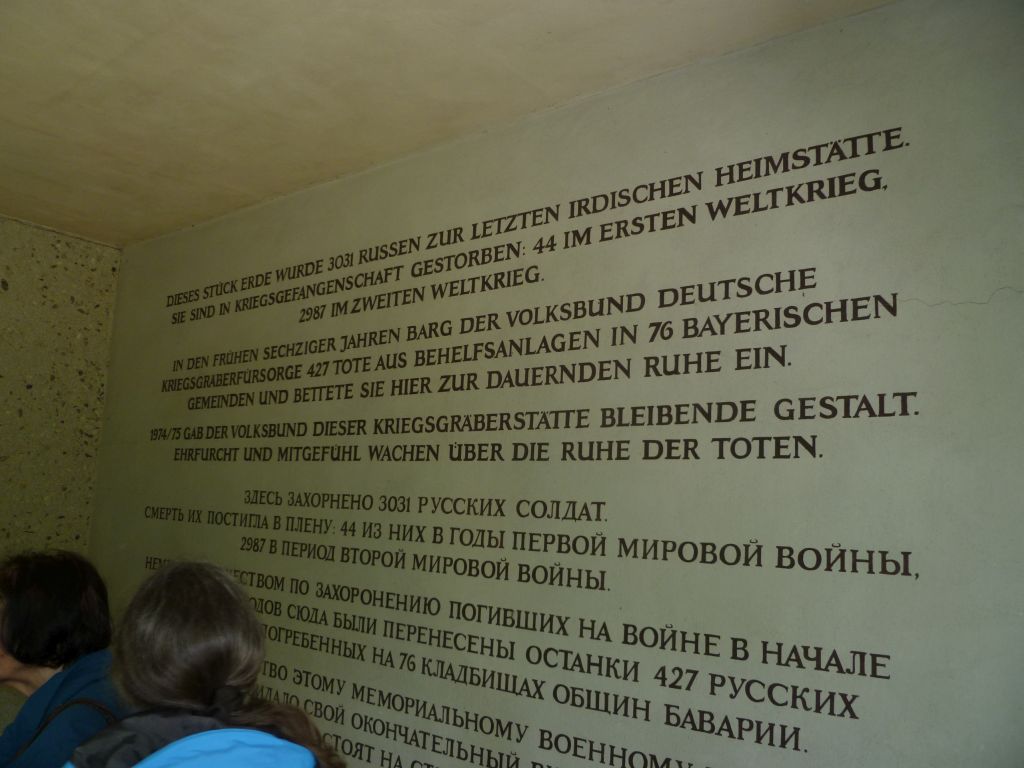 DIESES STÜCK ERDE WURDE 3031 RUSSEN ZUR LETZTEN IRDISCHEN HEIMSTÄTTE.
SIE SIND IN KRIEGSGEFANGENSCHAFT GESTORBEN: 44 IM ERSTEN WELTKRIEG,
2987 IM ZWEITEN WELTKRIEG.
IN DEN FRÜHEN SECHZIGER JAHREN BARG DER VOLKSBUND DEUTSCHE
KRIEGSGRÄBERFÜRSORGE 427 TOTE AUS BEHELFSANLAGEN IN 76 BAYERISCHEN
GEMEINDEN UND BETTETE SIE HIER ZUR DAUERNDEN RUHE EIN.
1974/75 GAB DER VOLKSBUND DIESER KRIEGSGRÄBERSTÄTTE BLEIBENDE GESTALT.
EHRFURCHT UND MITGEFÜHL WACHEN ÜBER DIE RUHE DER TOTEN.
ЗДЕСЬ ЗАХОРНЕНО 3031 РУССКИХ СОЛДАТ.
СМЕРТЬ ИХ ПОСТИГЛА В ПЛЕНУ: 44 ИЗ НИХ В ГОДЫ ПЕРВОЙ МИРОВОЙ ВОЙНЫ,
2987 В ПЕРИОД ВТОРОЙ МИРОВОЙ ВОЙНЫ.
ПО ЗАХОРОНЕНИЮ ПОГИБШИХ НА ВОЙНЕ В НАЧАЛЕ
СЮДА БЫЛИ ПЕРЕНЕСЕНЫ ОСТАНКИ 427 РУССКИХ
ПОГРЕБЕННЫХ НА 76 КЛАДБИЩАХ ОБЩИН БАВАРИИ.
ЭТОМУ МЕМОРИАЛЬНОМУ ВОЕННОМУ
СВОЙ ОКОНЧАТЕЛЬНЫЙ